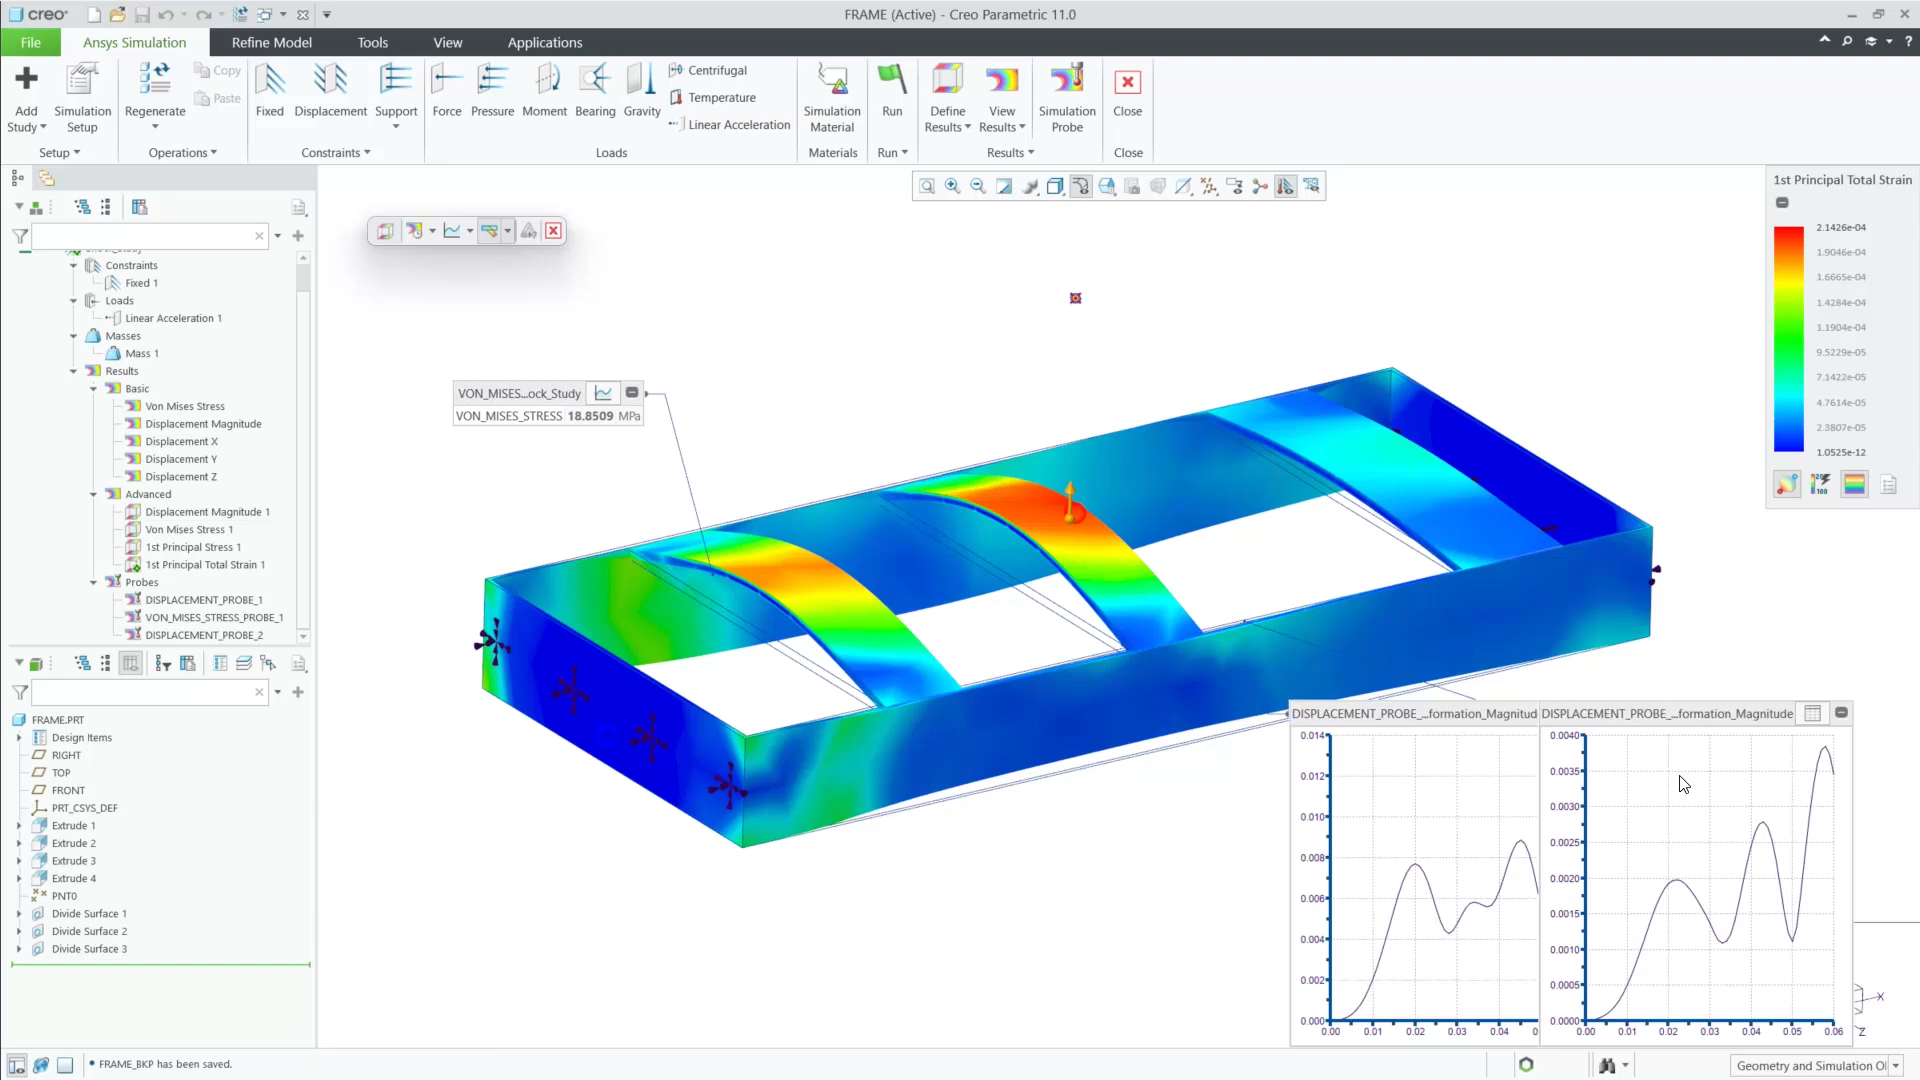 creo
FRAME (Active) - Creo Parametric 11.0
File
Ansys Simulation
Refine Model
Tools
View
Applications
?
Add Study
Simulation Setup
Regenerate
Copy
Paste
Fixed
Displacement
Support
Force
Pressure
Moment
Bearing
Gravity
Centrifugal
Temperature
Linear Acceleration
Simulation Material
Run
Define Results
View Results
Simulation Probe
Close
Setup
Operations
Constraints
Loads
Materials
Run
Results
Close
Constraints
Fixed 1
Loads
Linear Acceleration 1
Masses
Mass 1
Results
Basic
Von Mises Stress
Displacement Magnitude
Displacement X
Displacement Y
Displacement Z
Advanced
Displacement Magnitude 1
Von Mises Stress 1
1st Principal Stress 1
1st Principal Total Strain 1
Probes
DISPLACEMENT_PROBE_1
VON_MISES_STRESS_PROBE_1
DISPLACEMENT_PROBE_2
FRAME.PRT
Design Items
RIGHT
TOP
FRONT
PRT_CSYS_DEF
Extrude 1
Extrude 2
Extrude 3
Extrude 4
PNT0
Divide Surface 1
Divide Surface 2
Divide Surface 3
VON_MISES...ock_Study
VON_MISES_STRESS 18.8509 MPa
1st Principal Total Strain
2.1426e-04
1.9046e-04
1.6665e-04
1.4284e-04
1.1904e-04
9.5229e-05
7.1422e-05
4.7615e-05
2.3807e-05
1.0525e-12
DISPLACEMENT_PROBE_...formation_Magnitud
0.014
0.012
0.010
0.008
0.006
0.004
0.002
0.000
0.00 0.01 0.02 0.03 0.04 0
DISPLACEMENT_PROBE_...formation_Magnitude
0.0040
0.0035
0.0030
0.0025
0.0020
0.0015
0.0010
0.0005
0.0000
0.00 0.01 0.02 0.03 0.04 0.05 0.06
X
Z
FRAME_BKP has been saved.
Geometry and Simulation O